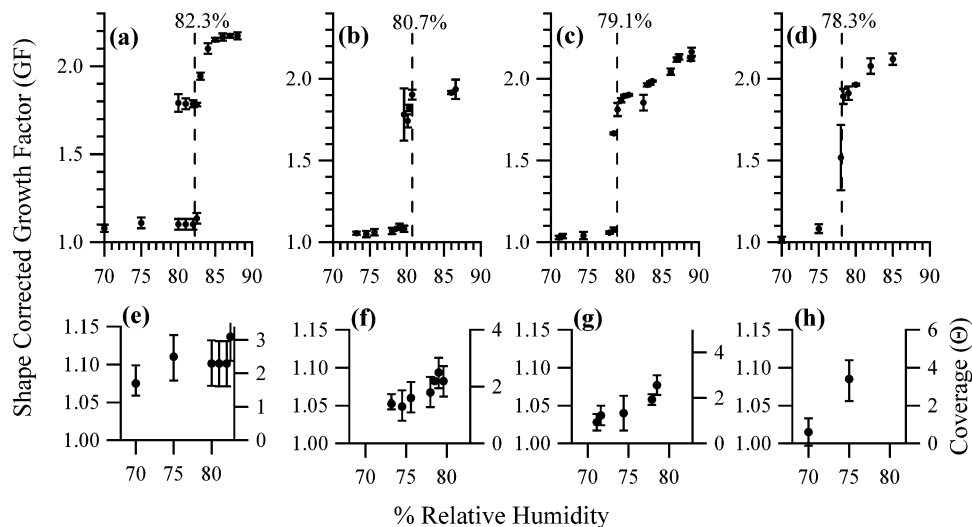 82.3%
80.7%
79.1%
78.3%
(a)
(b)
(c)
(d)
2.0
1.5
1.0
2.0
1.5
1.0
2.0
1.5
1.0
2.0
1.5
1.0
70 75 80 85 90
70 75 80 85 90
70 75 80 85 90
70 75 80 85 90
Shape Corrected Growth Factor (GF)
(e)
(f)
(g)
(h)
1.15
1.10
1.05
1.00
3
2
1
0
1.15
1.10
1.05
1.00
4
2
0
1.15
1.10
1.05
1.00
4
2
0
1.15
1.10
1.05
1.00
6
4
2
0
Coverage (Θ)
70 75 80
70 75 80
70 75 80
70 75 80
% Relative Humidity